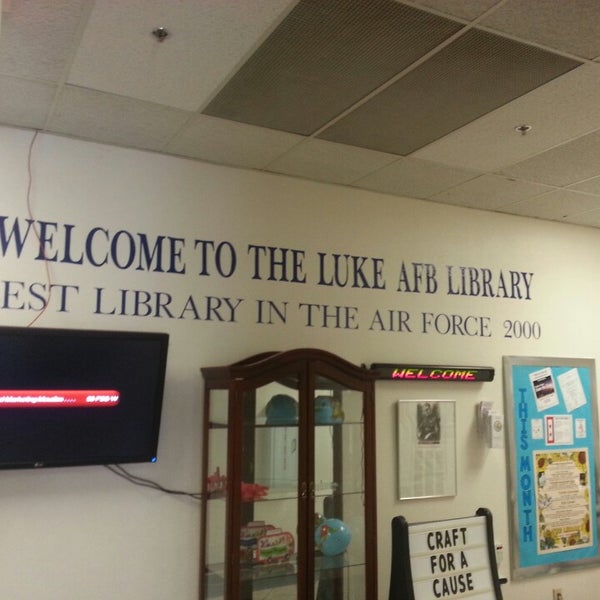 WELCOME TO THE LUKE AFB LIBRARY
EST LIBRARY IN THE AIR FORCE 2000
WELCOME
THIS MONTH
CRAFT
FOR A
CAUSE